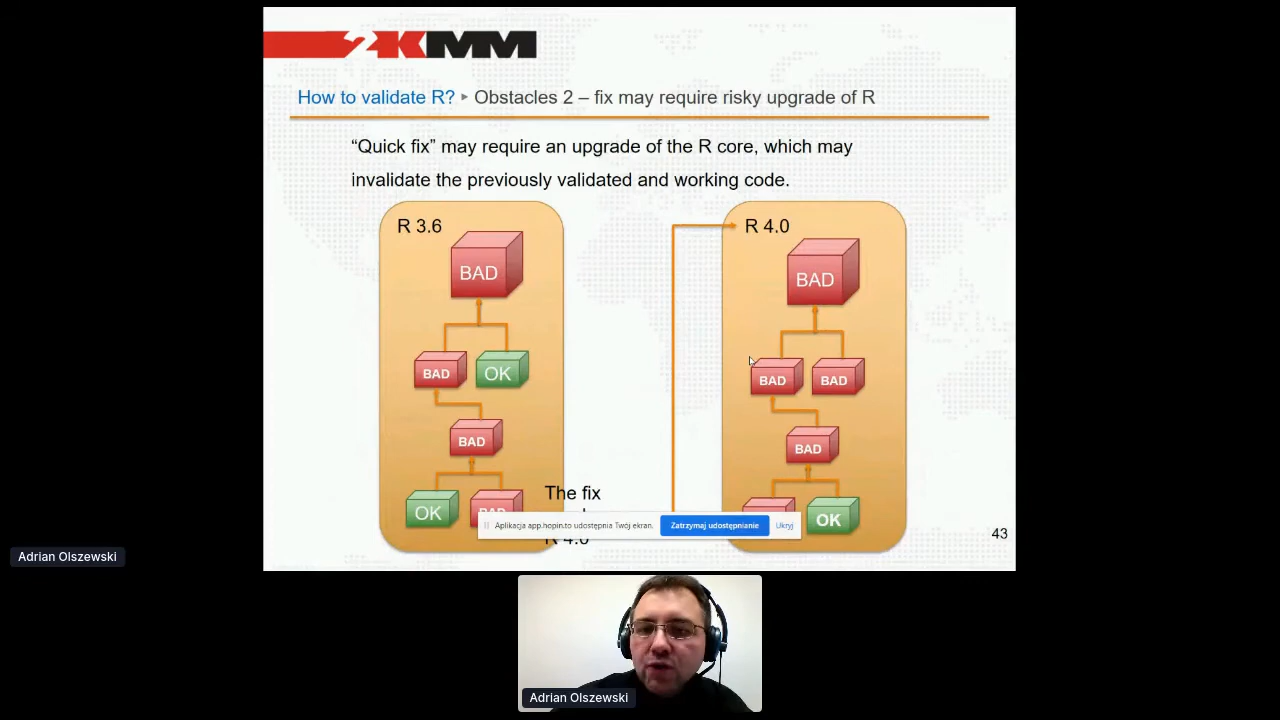 2KMM
How to validate R? ▸ Obstacles 2 – fix may require risky upgrade of R
“Quick fix” may require an upgrade of the R core, which may
invalidate the previously validated and working code.
R 3.6
BAD
BAD
OK
BAD
OK
BAD
The fix
R 4.0
R 4.0
BAD
BAD
BAD
BAD
OK
Aplikacja app.hopin.to udostępnia Twój ekran.
Zatrzymaj udostępnianie
Ukryj
43
Adrian Olszewski
Adrian Olszewski